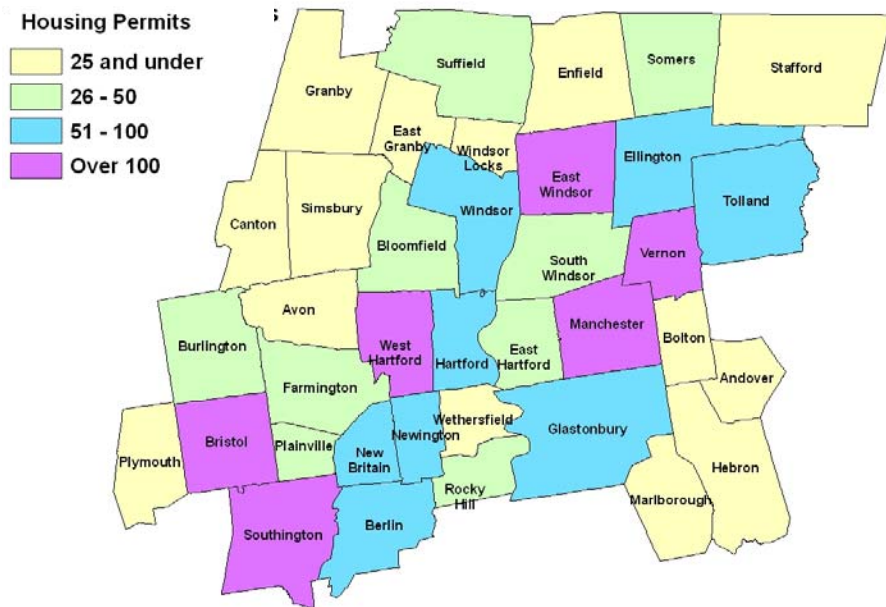 Housing Permits
s
25 and under
26 - 50
51 - 100
Over 100
Granby
Suffield
Enfield
Somers
Stafford
East
Granby
Windsor
Locks
East
Windsor
Ellington
Tolland
Canton
Simsbury
Windsor
Bloomfield
South
Windsor
Vernon
Avon
Burlington
West
Hartford
Hartford
East
Hartford
Manchester
Bolton
Andover
Farmington
Plymouth
Bristol
Plainville
New
Britain
Newington
Wethersfield
Glastonbury
Hebron
Rocky
Hill
Marlborough
Southington
Berlin